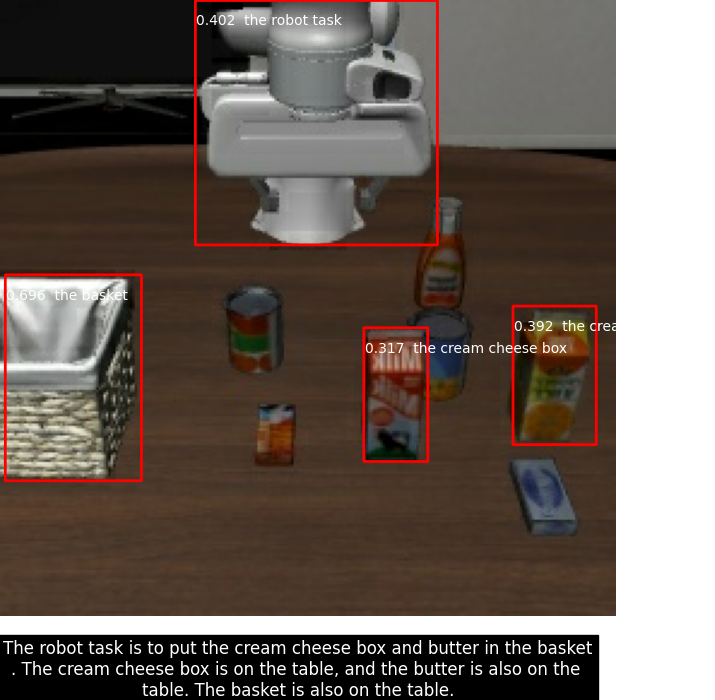 0.402 the robot task
0.696 the basket
0.392 the crea
0.317 the cream cheese box
Milk
The robot task is to put the cream cheese box and butter in the basket
. The cream cheese box is on the table, and the butter is also on the
table. The basket is also on the table.